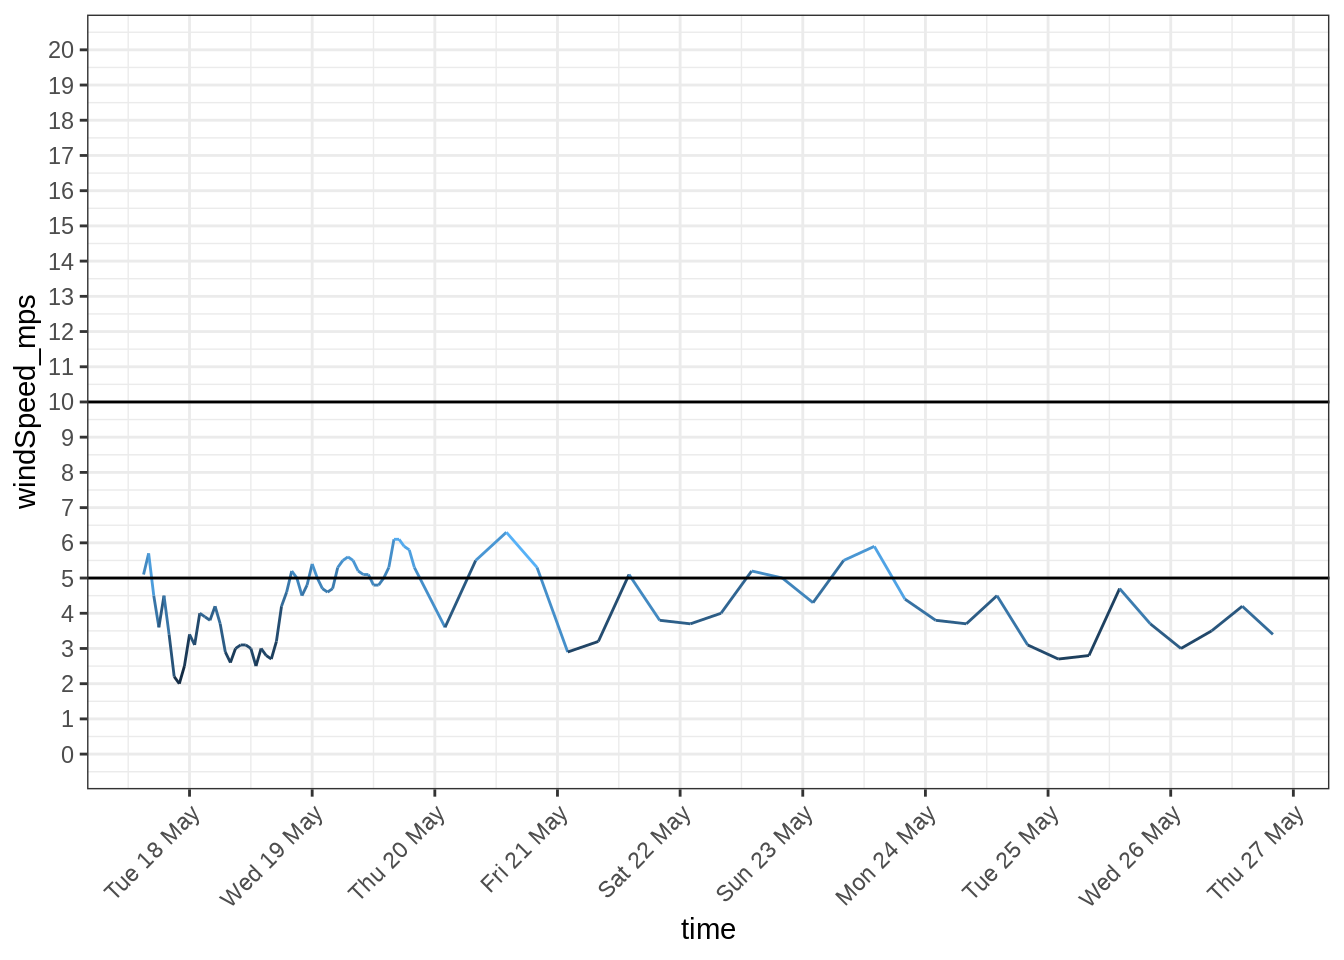 windSpeed_mps
20
19
18
17
16
15
14
13
12
11
10
9
8
7
6
5
4
3
2
1
0
Tue 18 May
Wed 19 May
Thu 20 May
Fri 21 May
Sat 22 May
Sun 23 May
Mon 24 May
Tue 25 May
Wed 26 May
Thu 27 May
time